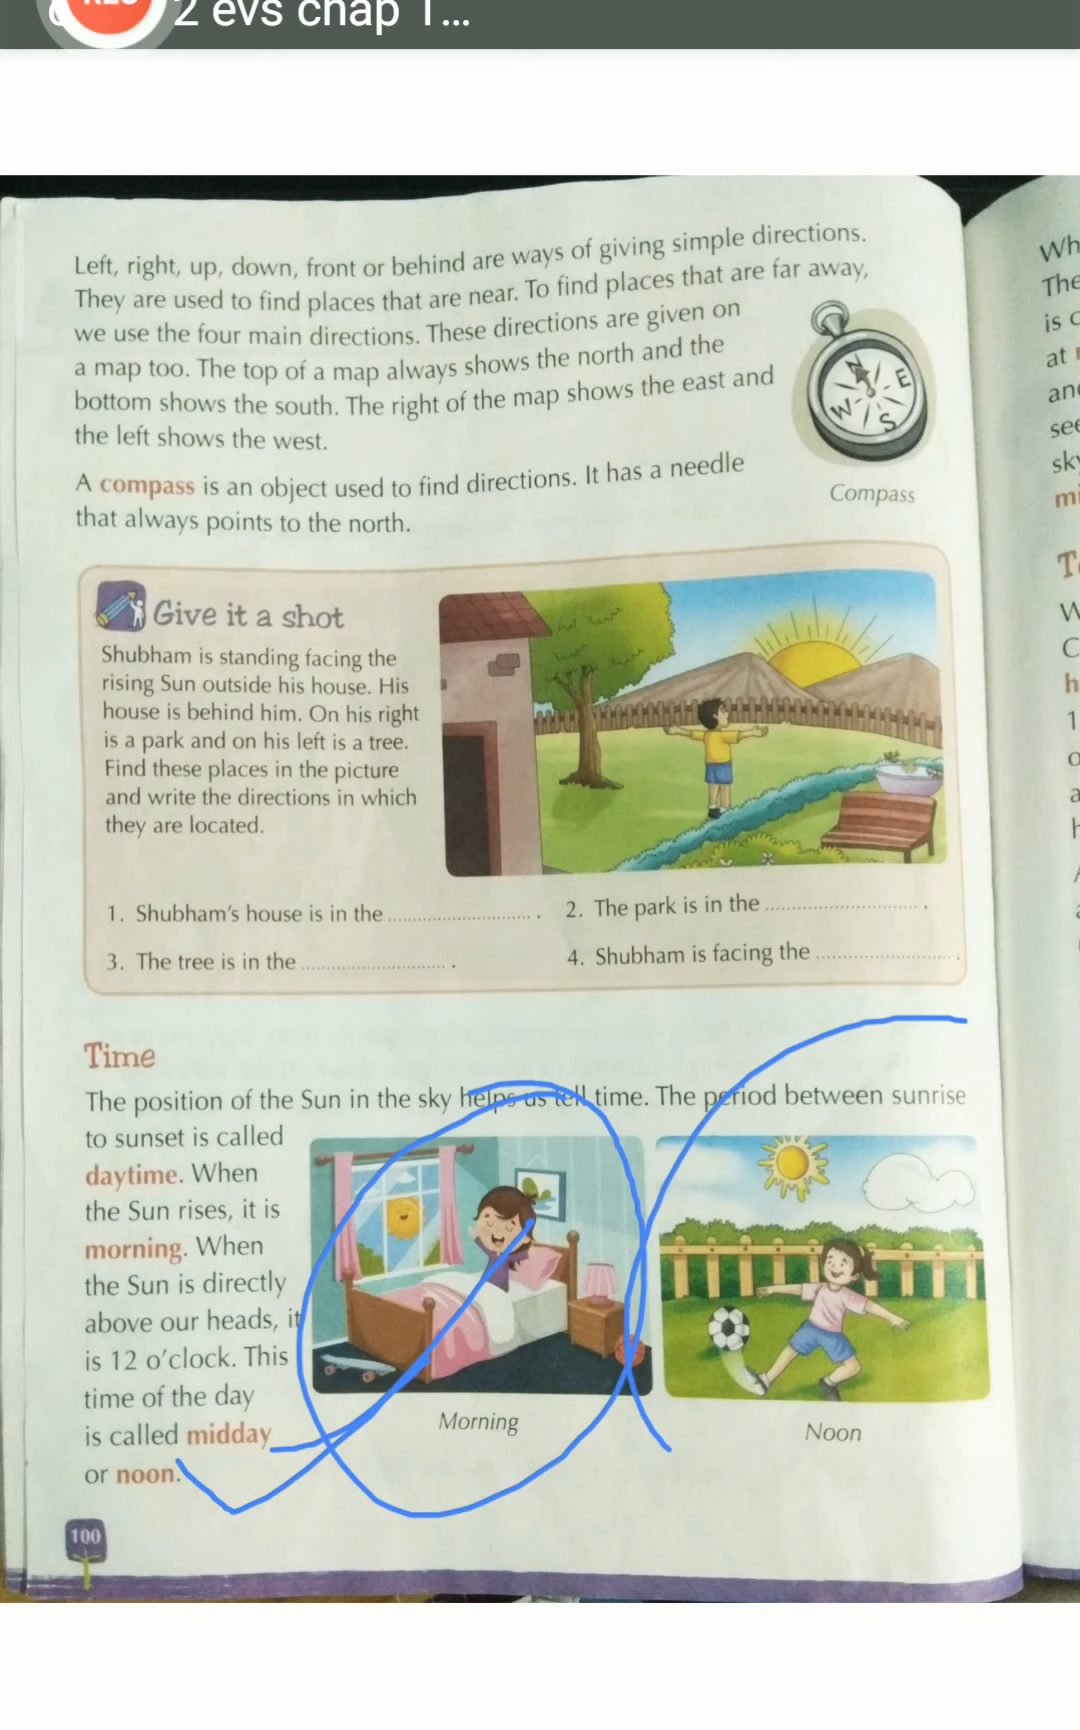 2 evs chap 1...
Left, right, up, down, front or behind are ways of giving simple directions.
They are used to find places that are near. To find places that are far away,
we use the four main directions. These directions are given on
a map too. The top of a map always shows the north and the
bottom shows the south. The right of the map shows the east and
the left shows the west.
A compass is an object used to find directions. It has a needle
that always points to the north.
E
W
S
Compass
Give it a shot
Shubham is standing facing the
rising Sun outside his house. His
house is behind him. On his right
is a park and on his left is a tree.
Find these places in the picture
and write the directions in which
they are located.
1. Shubham's house is in the .
2. The park is in the .
3. The tree is in the .
4. Shubham is facing the .
Time
The position of the Sun in the sky helps us tell time. The period between sunrise
to sunset is called
daytime. When
the Sun rises, it is
morning. When
the Sun is directly
above our heads, it
is 12 o'clock. This
time of the day
is called midday
or noon.
Morning
Noon
100